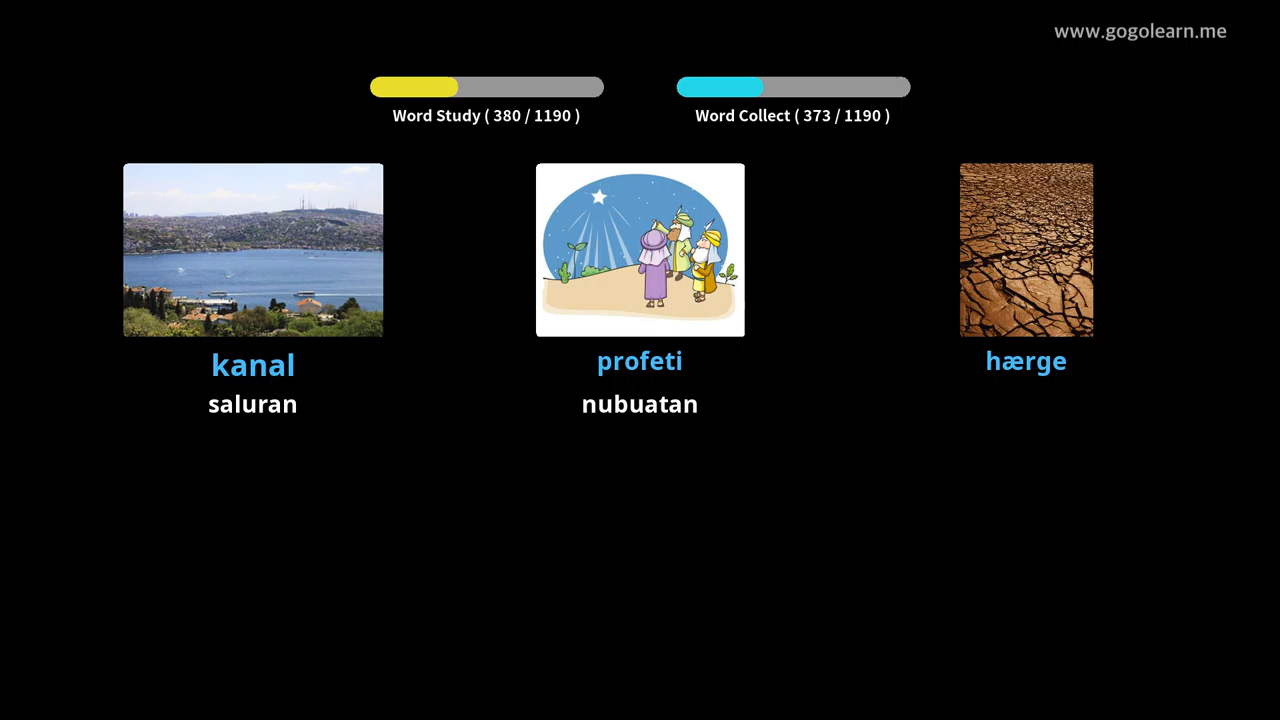 www.gogolearn.me
Word Study ( 380 / 1190 )
Word Collect ( 373 / 1190 )
kanal
profeti
hærge
saluran
nubuatan